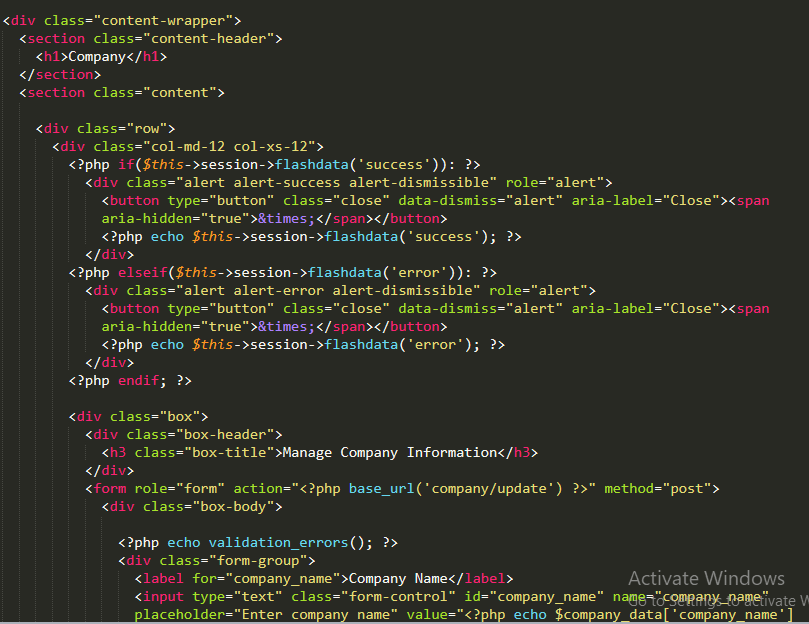 <div class="content-wrapper">
<section class="content-header">
<h1>Company</h1>
</section>
<section class="content">
<div class="row">
<div class="col-md-12 col-xs-12">
<?php if($this->session->flashdata('success')): ?>
<div class="alert alert-success alert-dismissible" role="alert">
<button type="button" class="close" data-dismiss="alert" aria-label="Close"><span
aria-hidden="true">&times;</span></button>
<?php echo $this->session->flashdata('success'); ?>
</div>
<?php elseif($this->session->flashdata('error')): ?>
<div class="alert alert-error alert-dismissible" role="alert">
<button type="button" class="close" data-dismiss="alert" aria-label="Close"><span
aria-hidden="true">&times;</span></button>
<?php echo $this->session->flashdata('error'); ?>
</div>
<?php endif; ?>
<div class="box">
<div class="box-header">
<h3 class="box-title">Manage Company Information</h3>
</div>
<form role="form" action="<?php base_url('company/update') ?>" method="post">
<div class="box-body">
<?php echo validation_errors(); ?>
<div class="form-group">
<label for="company_name">Company Name</label>
<input type="text" class="form-control" id="company_name" name="company_name"
placeholder="Enter company name" value="<?php echo $company_data['company_name']
Activate Windows
Go to Settings to activate W